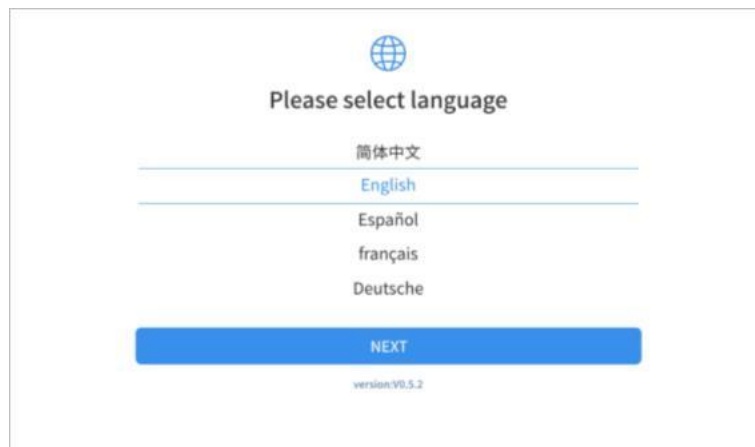 Please select language
简体中文
English
Español
français
Deutsche
NEXT
version:V0.5.2